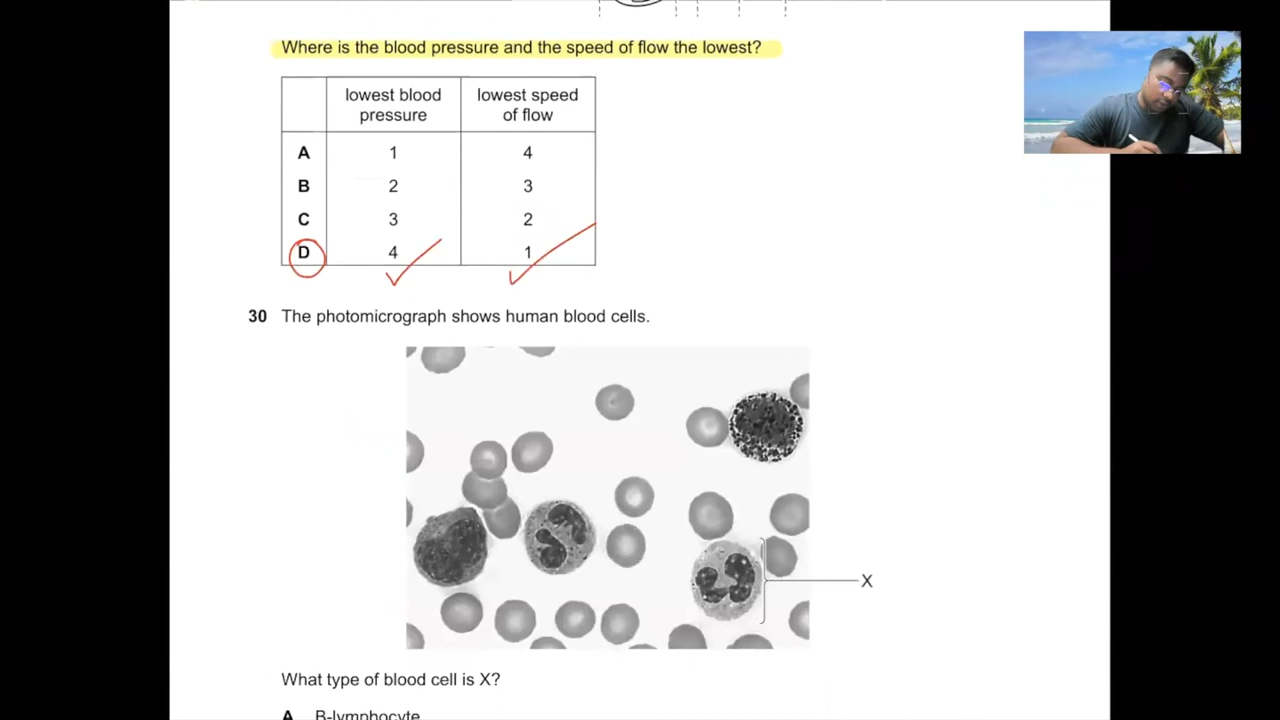 Where is the blood pressure and the speed of flow the lowest?
lowest blood pressure lowest speed of flow
A 1 4
B 2 3
C 3 2
D 4 1
30 The photomicrograph shows human blood cells.
X
What type of blood cell is X?
A B-lymphocyte